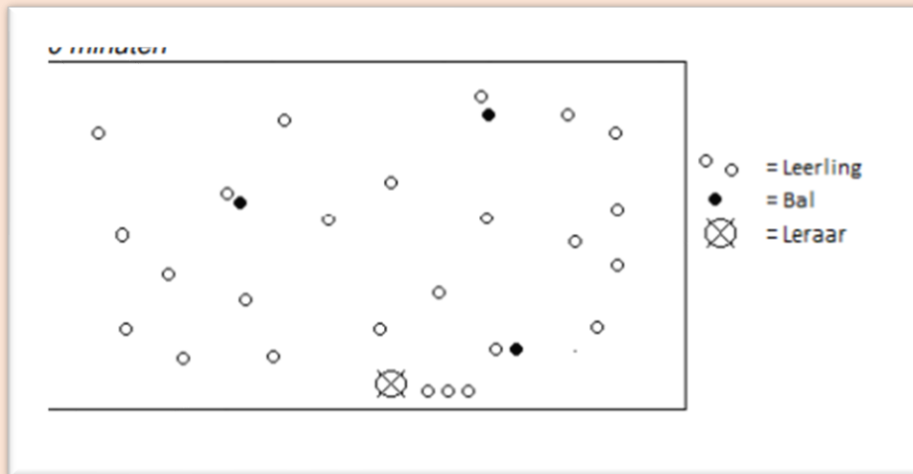 = Leerling
= Bal
= Leraar